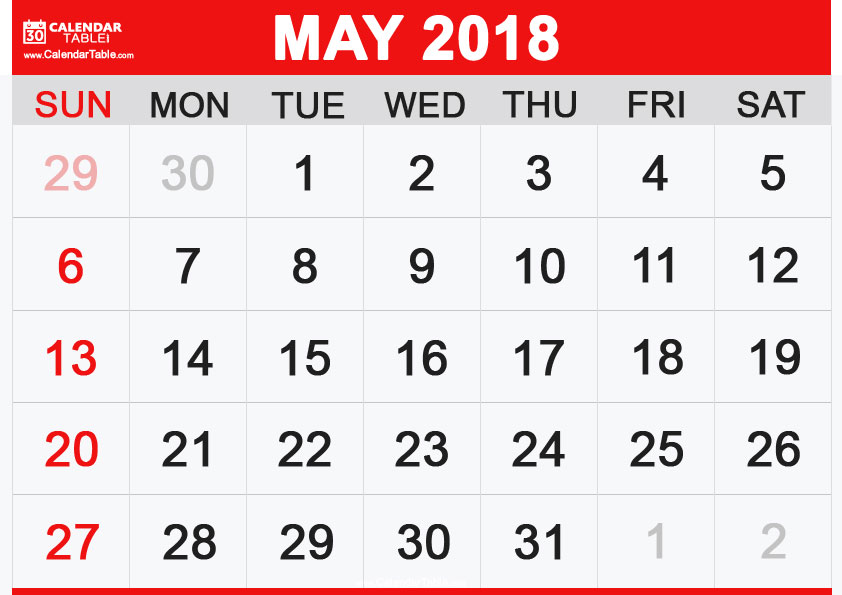 CALENDAR
TABLE
www.CalendarTable.com
MAY 2018
SUN MON TUE WED THU FRI SAT
29 30 1 2 3 4 5
6 7 8 9 10 11 12
13 14 15 16 17 18 19
20 21 22 23 24 25 26
27 28 29 30 31 1 2
www.CalendarTable.com